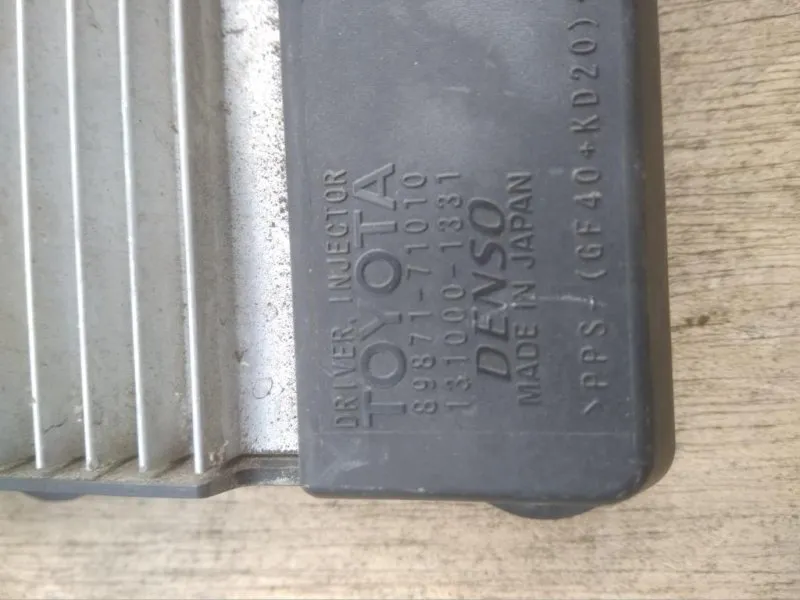 DRIVER, INJECTOR
TOYOTA
89871-71010
131000-1331
DENSO
MADE IN JAPAN
>PPS-(GF40+KD20)